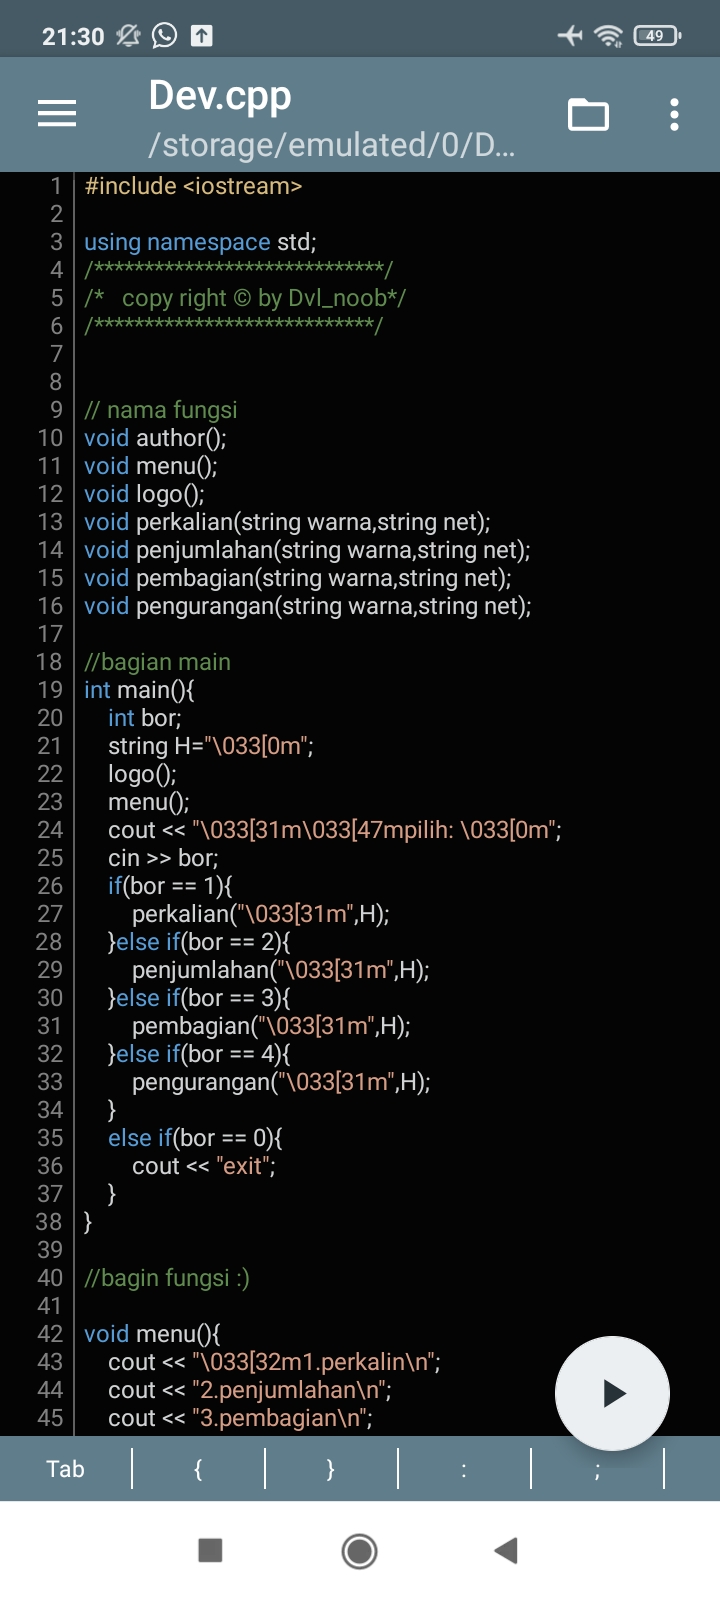 21:30
49
Dev.cpp
/storage/emulated/0/D...
1 #include <iostream>
2
3 using namespace std;
4 /*****************************/
5 /*   copy right © by Dvl_noob*/
6 /****************************/
7
8
9 // nama fungsi
10 void author();
11 void menu();
12 void logo();
13 void perkalian(string warna,string net);
14 void penjumlahan(string warna,string net);
15 void pembagian(string warna,string net);
16 void pengurangan(string warna,string net);
17
18 //bagian main
19 int main(){
20     int bor;
21     string H="\033[0m";
22     logo();
23     menu();
24     cout << "\033[31m\033[47mpilih: \033[0m";
25     cin >> bor;
26     if(bor == 1){
27         perkalian("\033[31m",H);
28     }else if(bor == 2){
29         penjumlahan("\033[31m",H);
30     }else if(bor == 3){
31         pembagian("\033[31m",H);
32     }else if(bor == 4){
33         pengurangan("\033[31m",H);
34     }
35     else if(bor == 0){
36         cout << "exit";
37     }
38 }
39
40 //bagin fungsi :)
41
42 void menu(){
43     cout << "\033[32m1.perkalin\n";
44     cout << "2.penjumlahan\n";
45     cout << "3.pembagian\n";
Tab { } : ;